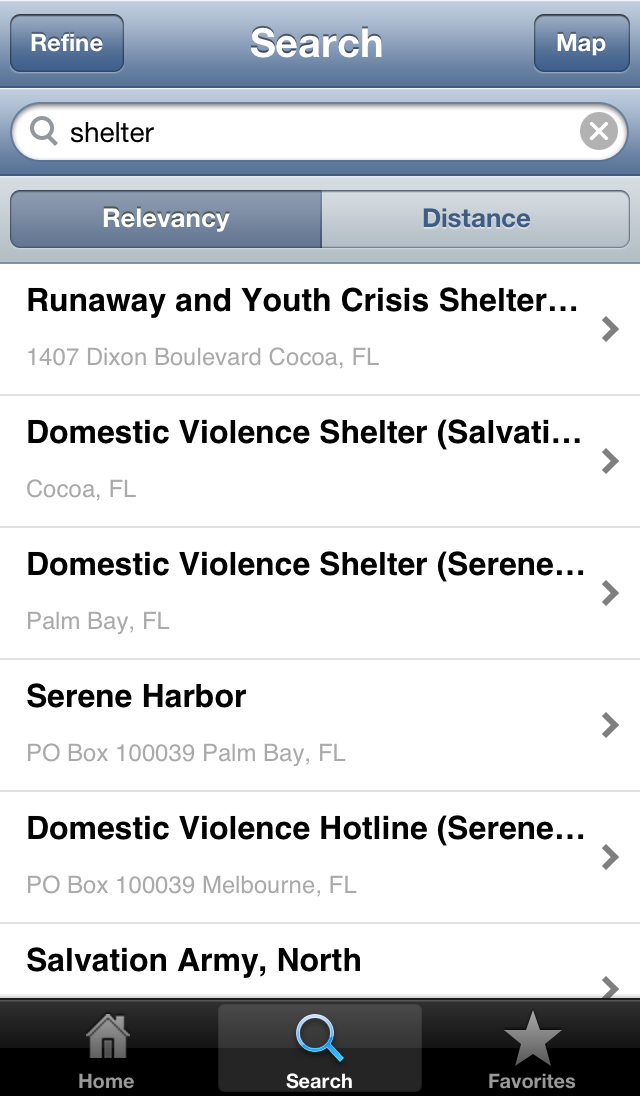 Refine Search Map
shelter
Relevancy Distance
Runaway and Youth Crisis Shelter...
1407 Dixon Boulevard Cocoa, FL
Domestic Violence Shelter (Salvati...
Cocoa, FL
Domestic Violence Shelter (Serene...
Palm Bay, FL
Serene Harbor
PO Box 100039 Palm Bay, FL
Domestic Violence Hotline (Serene...
PO Box 100039 Melbourne, FL
Salvation Army, North
Home Search Favorites